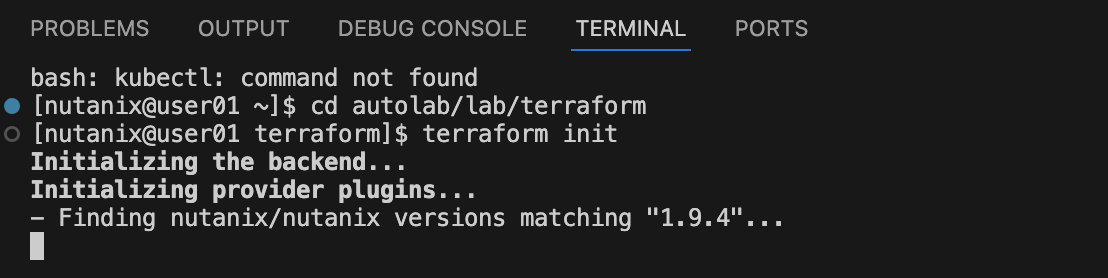 PROBLEMS OUTPUT DEBUG CONSOLE TERMINAL PORTS
bash: kubectl: command not found
[nutanix@user01 ~]$ cd autolab/lab/terraform
[nutanix@user01 terraform]$ terraform init
Initializing the backend...
Initializing provider plugins...
– Finding nutanix/nutanix versions matching "1.9.4"...